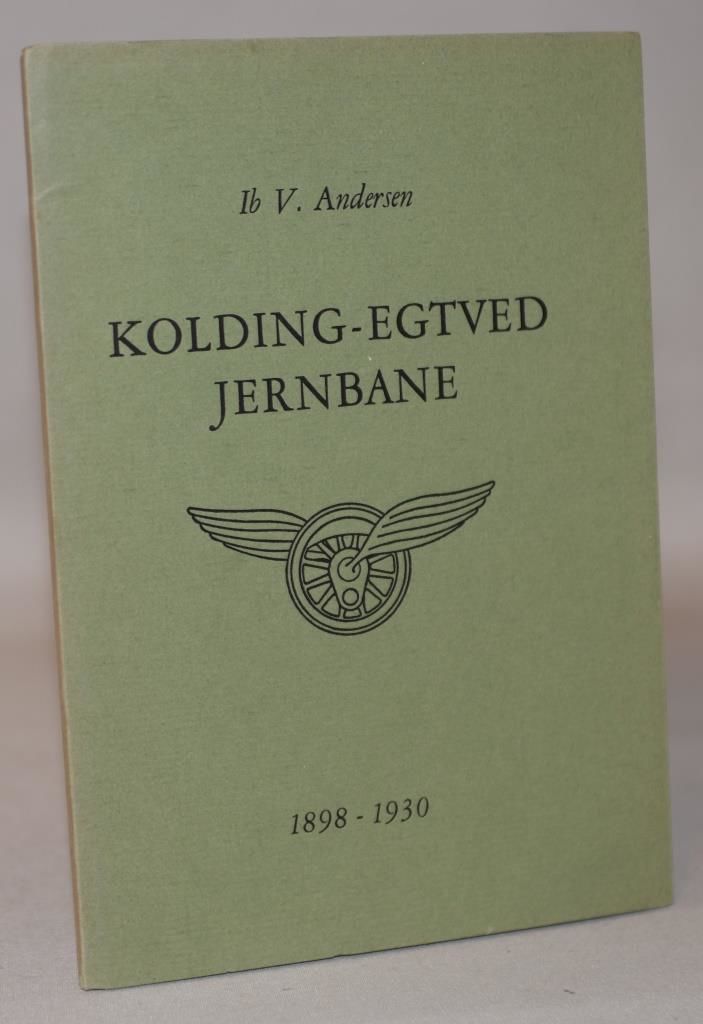 Ib V. Andersen
KOLDING-EGTVED
JERNBANE
1898 - 1930